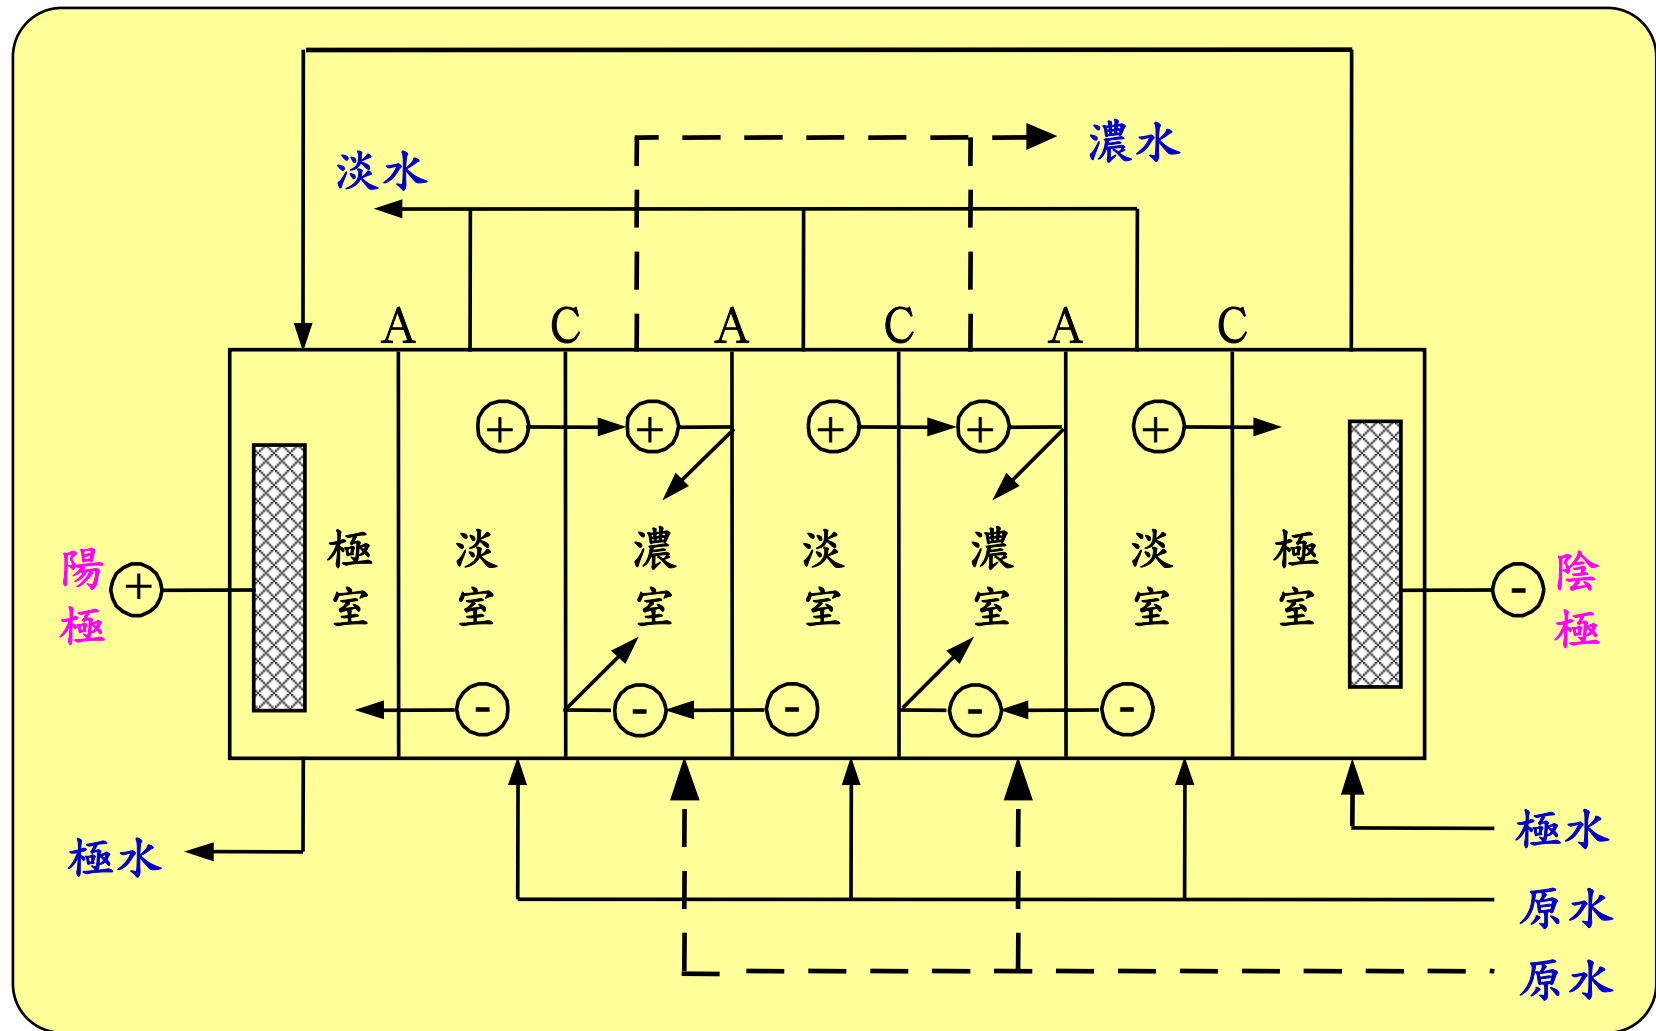 濃水
淡水
A C A C A C
+ + + + +
陽極 + 極室 淡室 濃室 淡室 濃室 淡室 極室 - 陰極
- - - - -
極水 極水
原水
原水